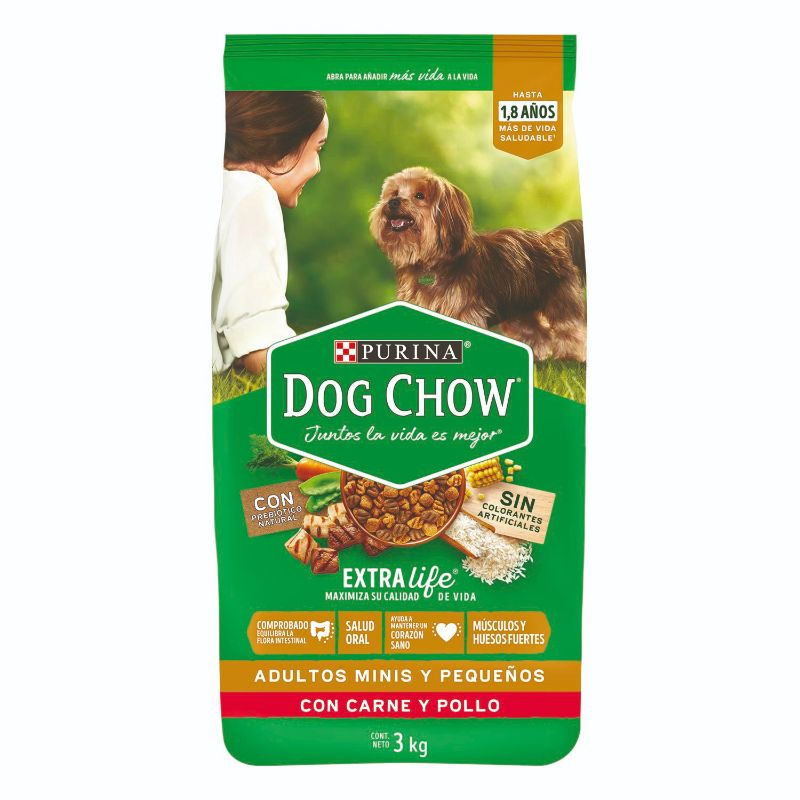 ABRA PARA AÑADIR más vida A LA VIDA
HASTA
1,8 AÑOS
MÁS DE VIDA
SALUDABLE¹
PURINA®
DOG CHOW®
Juntos la vida es mejor®
CON
PREBIÓTICO
NATURAL
SIN
COLORANTES
ARTIFICIALES
EXTRA life®
MAXIMIZA SU CALIDAD DE VIDA
COMPROBADO
EQUILIBRA LA
FLORA INTESTINAL
SALUD
ORAL
AYUDA A
MANTENER UN
CORAZÓN
SANO
MÚSCULOS Y
HUESOS FUERTES
ADULTOS MINIS Y PEQUEÑOS
CON CARNE Y POLLO
CONT.
NETO 3 kg